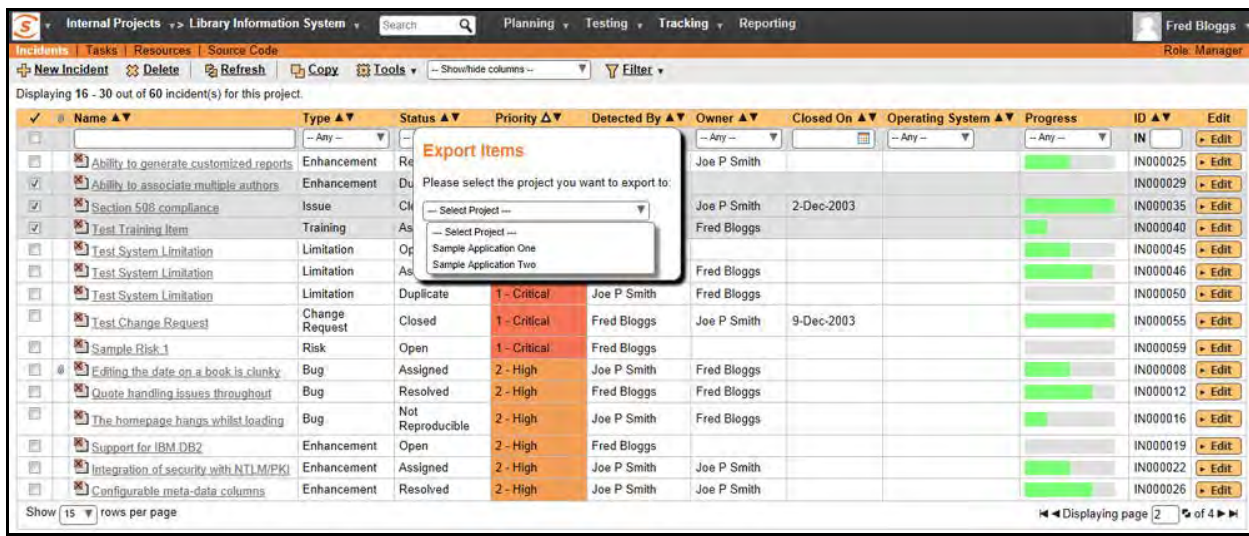 S Internal Projects > Library Information System Search Planning Testing Tracking Reporting Fred Bloggs
Incidents | Tasks | Resources | Source Code Role: Manager
New Incident Delete Refresh Copy Tools -- Show/hide columns -- Filter
Displaying 16 - 30 out of 60 incident(s) for this project.
✓ Name ▲▼ Type ▲▼ Status ▲▼ Priority △▼ Detected By ▲▼ Owner ▲▼ Closed On ▲▼ Operating System ▲▼ Progress ID ▲▼ Edit
-- Any -- -- Any -- -- Any -- -- Any -- IN Edit
Export Items
Please select the project you want to export to:
--- Select Project ---
--- Select Project ---
Sample Application One
Sample Application Two
Ability to generate customized reports Enhancement Re Joe P Smith IN000025 Edit
Ability to associate multiple authors Enhancement Du IN000029 Edit
Section 508 compliance Issue Cl Joe P Smith 2-Dec-2003 IN000035 Edit
Test Training Item Training As Fred Bloggs IN000040 Edit
Test System Limitation Limitation Op IN000045 Edit
Test System Limitation Limitation As Fred Bloggs IN000046 Edit
Test System Limitation Limitation Duplicate 1 - Critical Joe P Smith Fred Bloggs IN000050 Edit
Test Change Request Change Request Closed 1 - Critical Fred Bloggs Joe P Smith 9-Dec-2003 IN000055 Edit
Sample Risk 1 Risk Open 1 - Critical Fred Bloggs IN000059 Edit
Editing the date on a book is clunky Bug Assigned 2 - High Joe P Smith Fred Bloggs IN000008 Edit
Quote handling issues throughout Bug Resolved 2 - High Fred Bloggs Fred Bloggs IN000012 Edit
The homepage hangs whilst loading Bug Not Reproducible 2 - High Joe P Smith Fred Bloggs IN000016 Edit
Support for IBM DB2 Enhancement Open 2 - High Fred Bloggs IN000019 Edit
Integration of security with NTLM/PKI Enhancement Assigned 2 - High Joe P Smith Joe P Smith IN000022 Edit
Configurable meta-data columns Enhancement Resolved 2 - High Joe P Smith Joe P Smith IN000026 Edit
Show 15 rows per page Displaying page 2 of 4